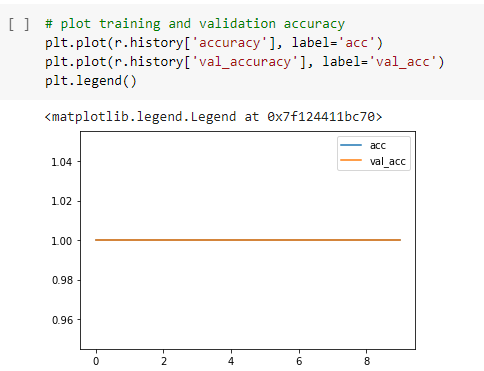 [ ] # plot training and validation accuracy
plt.plot(r.history['accuracy'], label='acc')
plt.plot(r.history['val_accuracy'], label='val_acc')
plt.legend()
<matplotlib.legend.Legend at 0x7f124411bc70>
acc
val_acc
1.04
1.02
1.00
0.98
0.96
0 2 4 6 8